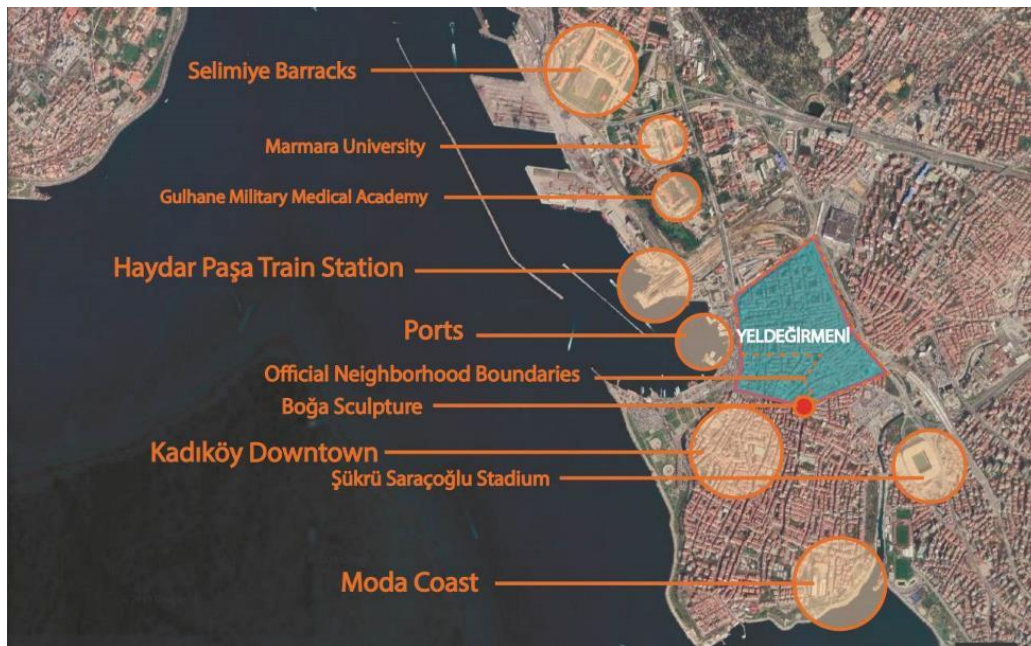 Selimiye Barracks
Marmara University
Gulhane Military Medical Academy
Haydar Paşa Train Station
Ports
YELDEĞİRMENİ
Official Neighborhood Boundaries
Boğa Sculpture
Kadıköy Downtown
Şükrü Saraçoğlu Stadium
Moda Coast